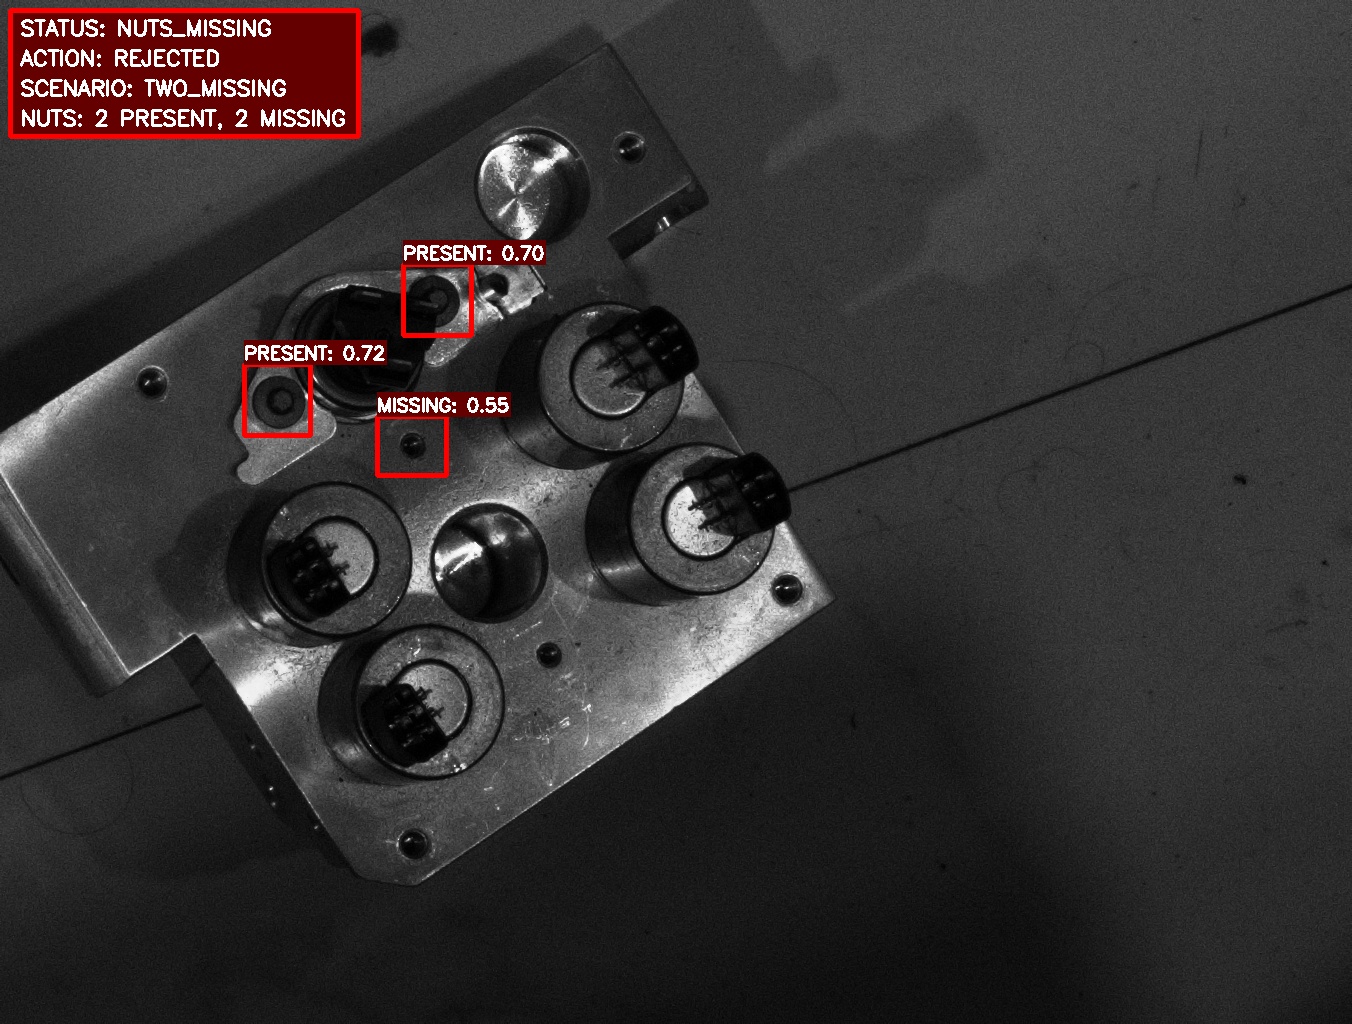 STATUS: NUTS_MISSING
ACTION: REJECTED
SCENARIO: TWO_MISSING
NUTS: 2 PRESENT, 2 MISSING
PRESENT: 0.70
PRESENT: 0.72
MISSING: 0.55